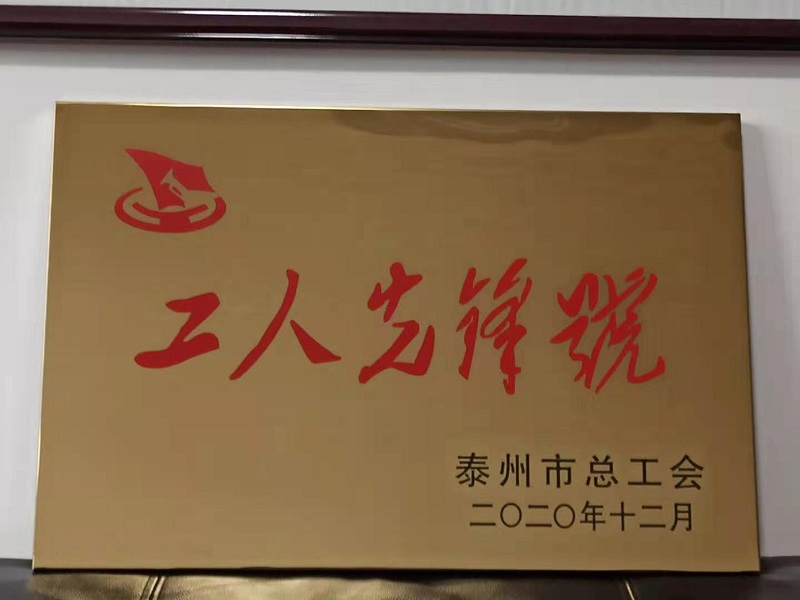 工人先锋號
泰州市总工会
二〇二〇年十二月